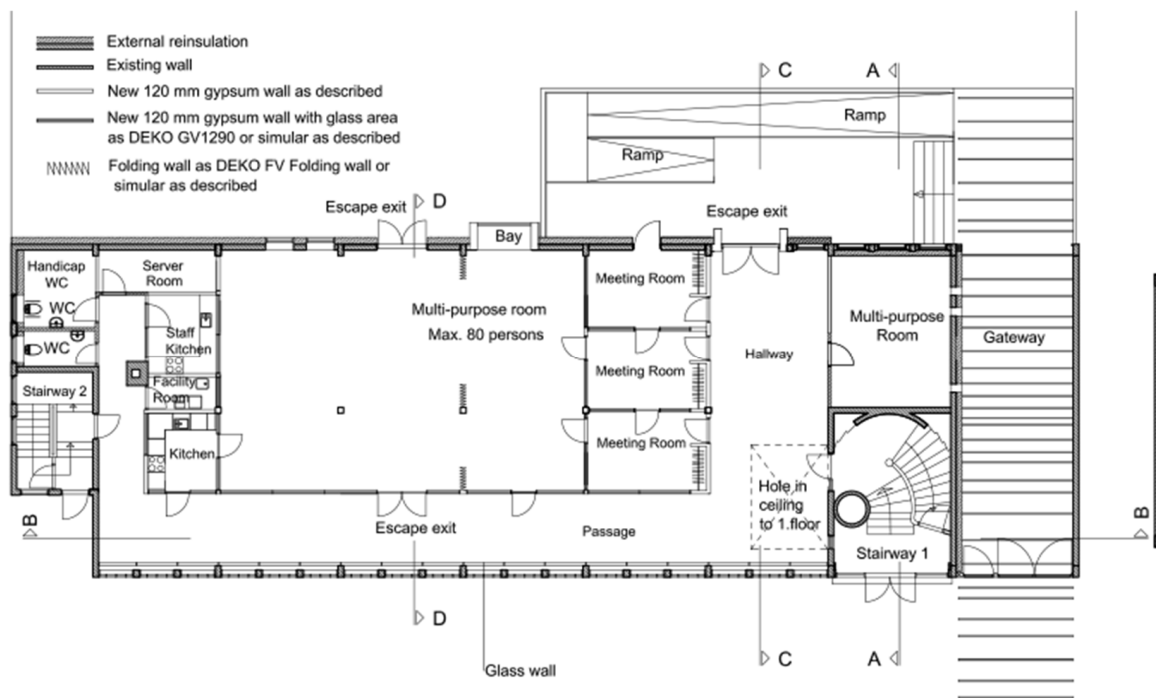 External reinsulation
Existing wall
New 120 mm gypsum wall as described
New 120 mm gypsum wall with glass area
as DEKO GV1290 or simular as described
Folding wall as DEKO FV Folding wall or
simular as described
C
A
Ramp
Ramp
Escape exit
D
Escape exit
Bay
Handicap
WC
Server
Room
Meeting Room
WC
Multi-purpose room
Max. 80 persons
Multi-purpose
Room
Staff
Kitchen
WC
Hallway
Gateway
Meeting Room
Stairway 2
Facility
Room
Meeting Room
Kitchen
Hole in
ceiling
to 1.floor
B
Escape exit
Passage
B
Stairway 1
D
C
A
Glass wall